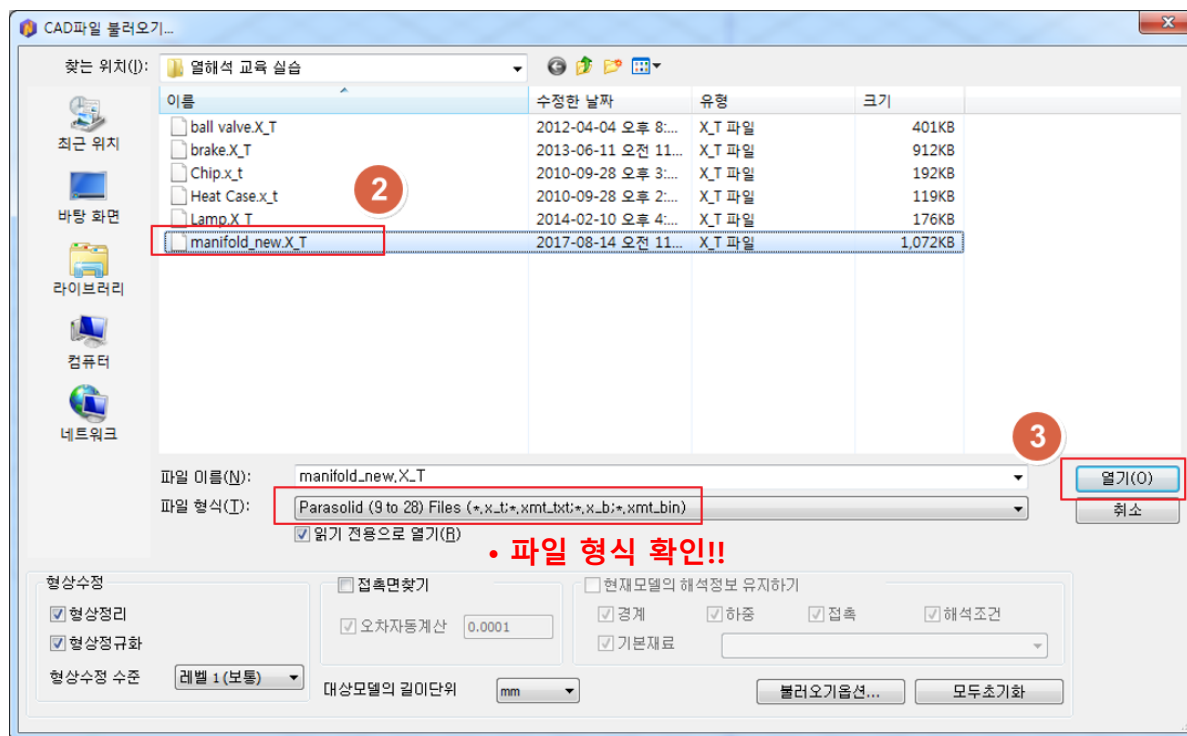 CAD파일 불러오기...
찾는 위치(I): 열해석 교육 실습
이름 수정한 날짜 유형 크기
ball valve.X_T 2012-04-04 오후 8:... X_T 파일 401KB
brake.X_T 2013-06-11 오전 11... X_T 파일 912KB
Chip.x_t 2010-09-28 오후 3:... X_T 파일 192KB
Heat Case.x_t 2010-09-28 오후 2:... X_T 파일 119KB
Lamp.X_T 2014-02-10 오후 4:... X_T 파일 176KB
manifold_new.X_T 2017-08-14 오전 11... X_T 파일 1,072KB
2
최근 위치
바탕 화면
라이브러리
컴퓨터
네트워크
3
파일 이름(N): manifold_new.X_T 열기(O)
파일 형식(T): Parasolid (9 to 28) Files (*.x_t;*.xmt_txt;*.x_b;*.xmt_bin) 취소
읽기 전용으로 열기(R)
• 파일 형식 확인!!
형상수정 접촉면찾기 현재모델의 해석정보 유지하기
형상정리 오차자동계산 0.0001 경계 하중 접촉 해석조건
형상정규화 기본재료
형상수정 수준 레벨 1 (보통) 대상모델의 길이단위 mm 불러오기옵션... 모두초기화